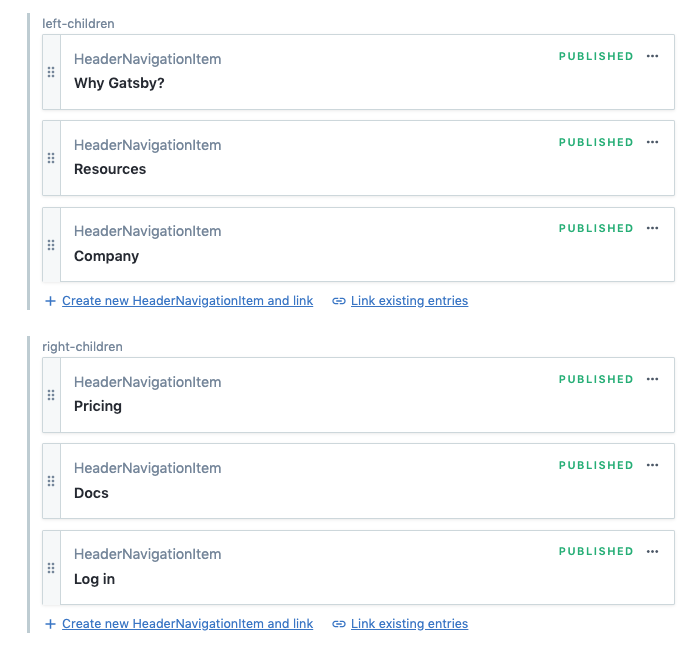 left-children
HeaderNavigationItem
PUBLISHED
Why Gatsby?
HeaderNavigationItem
PUBLISHED
Resources
HeaderNavigationItem
PUBLISHED
Company
Create new HeaderNavigationItem and link
Link existing entries
right-children
HeaderNavigationItem
PUBLISHED
Pricing
HeaderNavigationItem
PUBLISHED
Docs
HeaderNavigationItem
PUBLISHED
Log in
Create new HeaderNavigationItem and link
Link existing entries